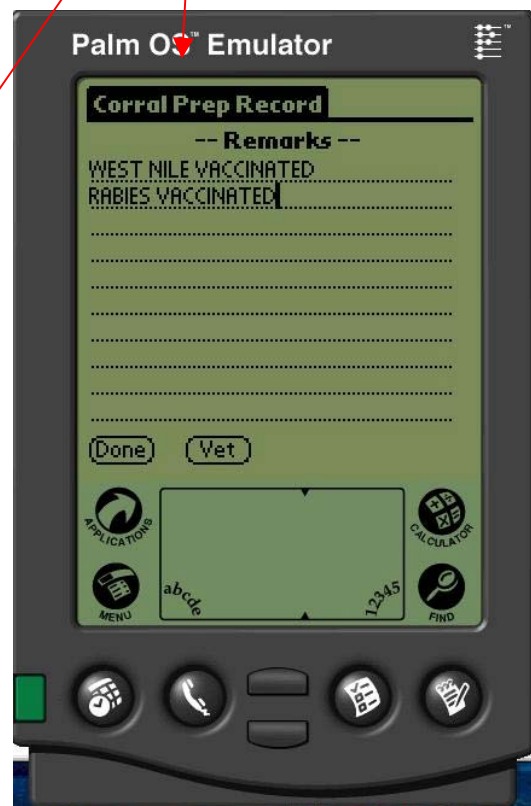 Palm OS™ Emulator
Corral Prep Record
-- Remarks --
WEST NILE VACCINATED
RABIES VACCINATED
Done Vet
APPLICATIONS
CALCULATOR
MENU
abcde
12345
FIND